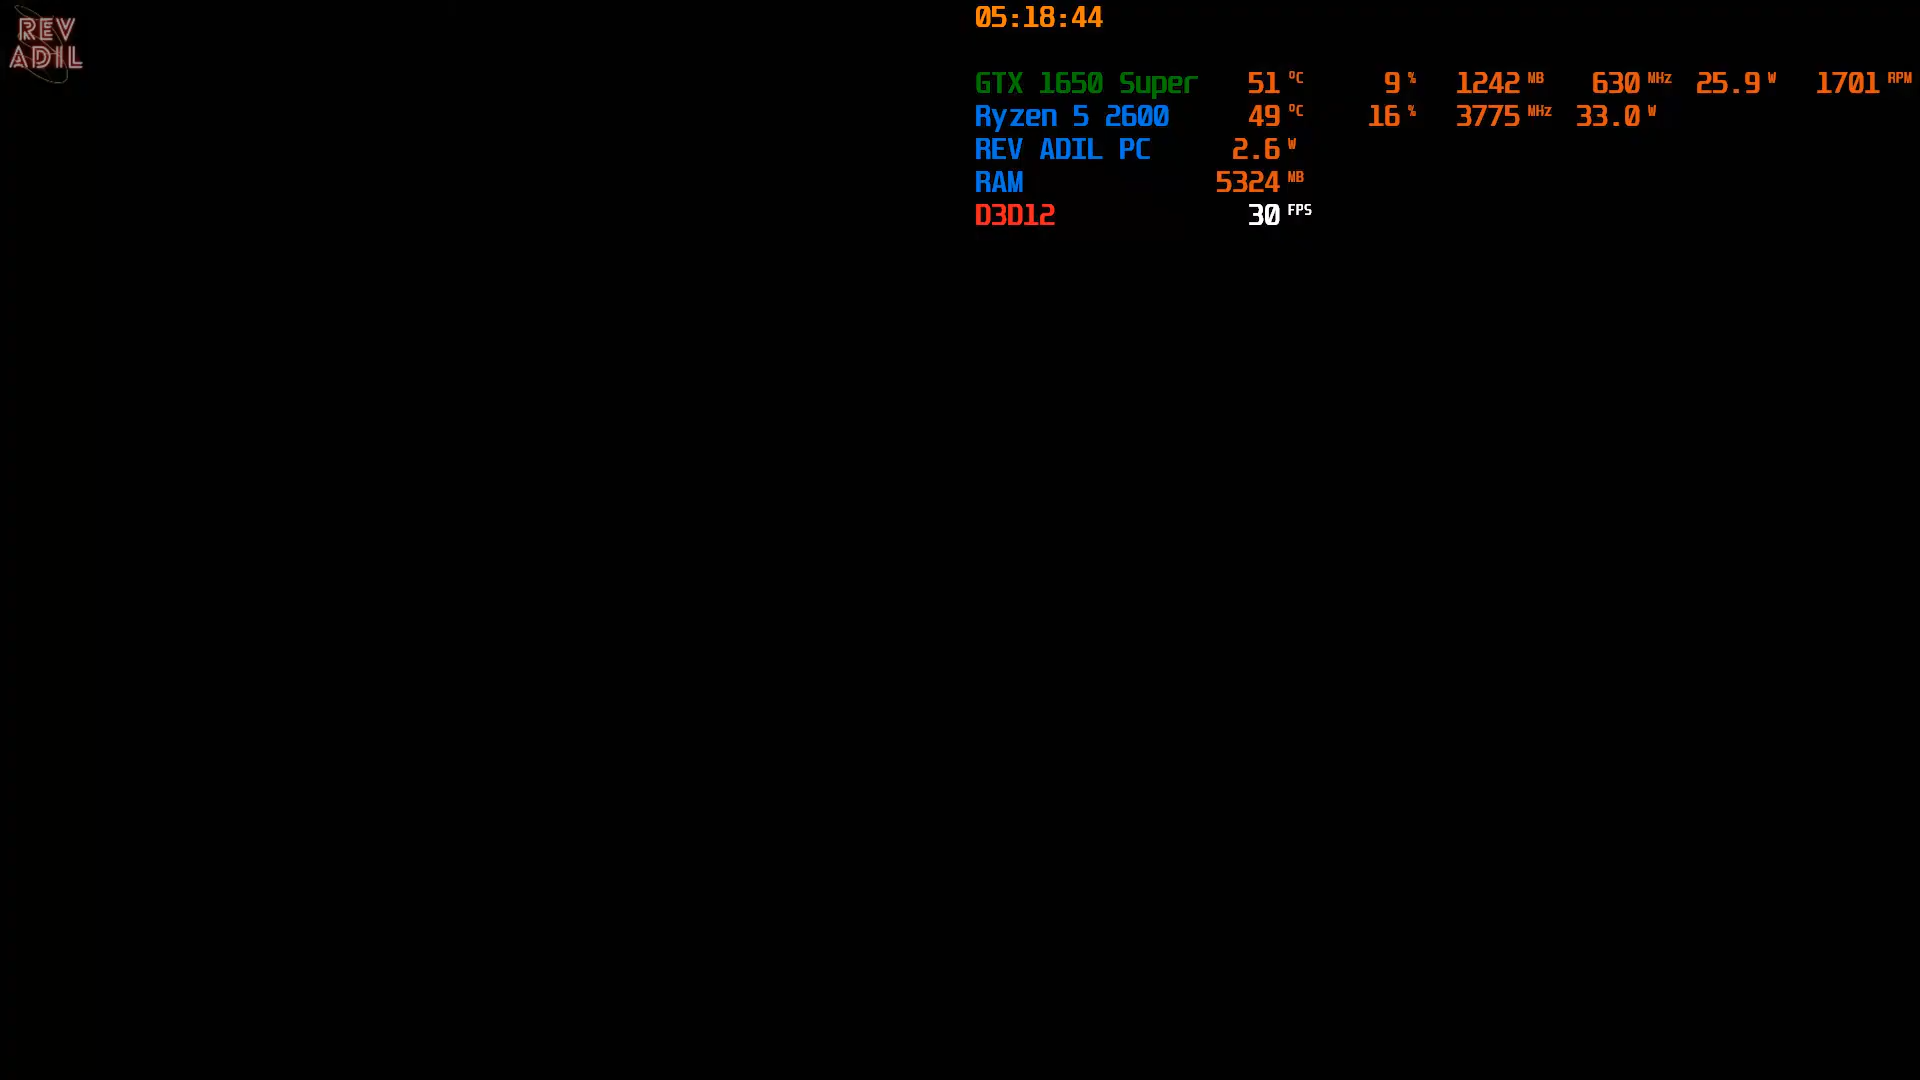 REV
ADIL
05:18:44
GTX 1650 Super 51 °C 9 % 1242 MB 630 MHz 25.9 W 1701 RPM
Ryzen 5 2600 49 °C 16 % 3775 MHz 33.0 W
REV ADIL PC 2.6 W
RAM 5324 MB
D3D12 30 FPS